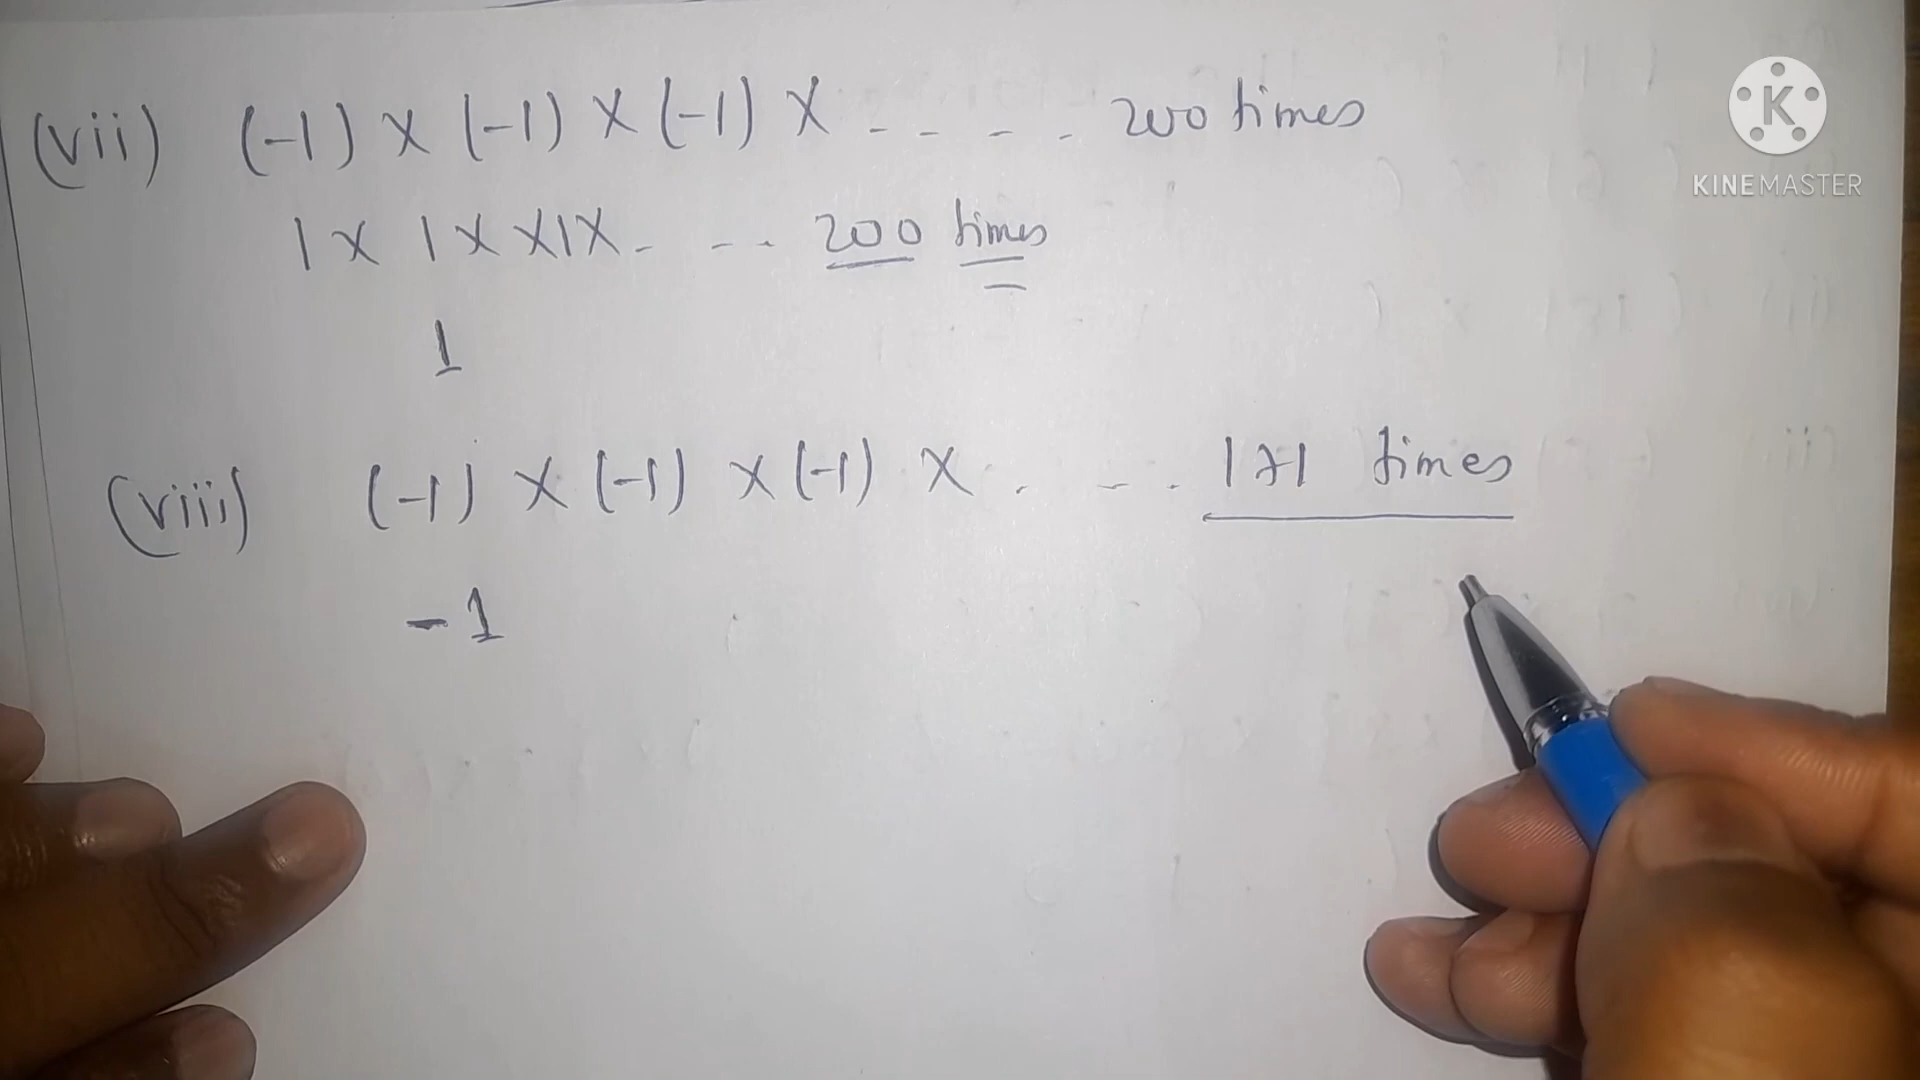 (vii) (-1) × (-1) × (-1) × - - - - 200 times
K
KINEMASTER
1 × 1 × ×1×- - - . 200 times
1
(viii) (-1) × (-1) × (-1) × . - - . 171 times
-1